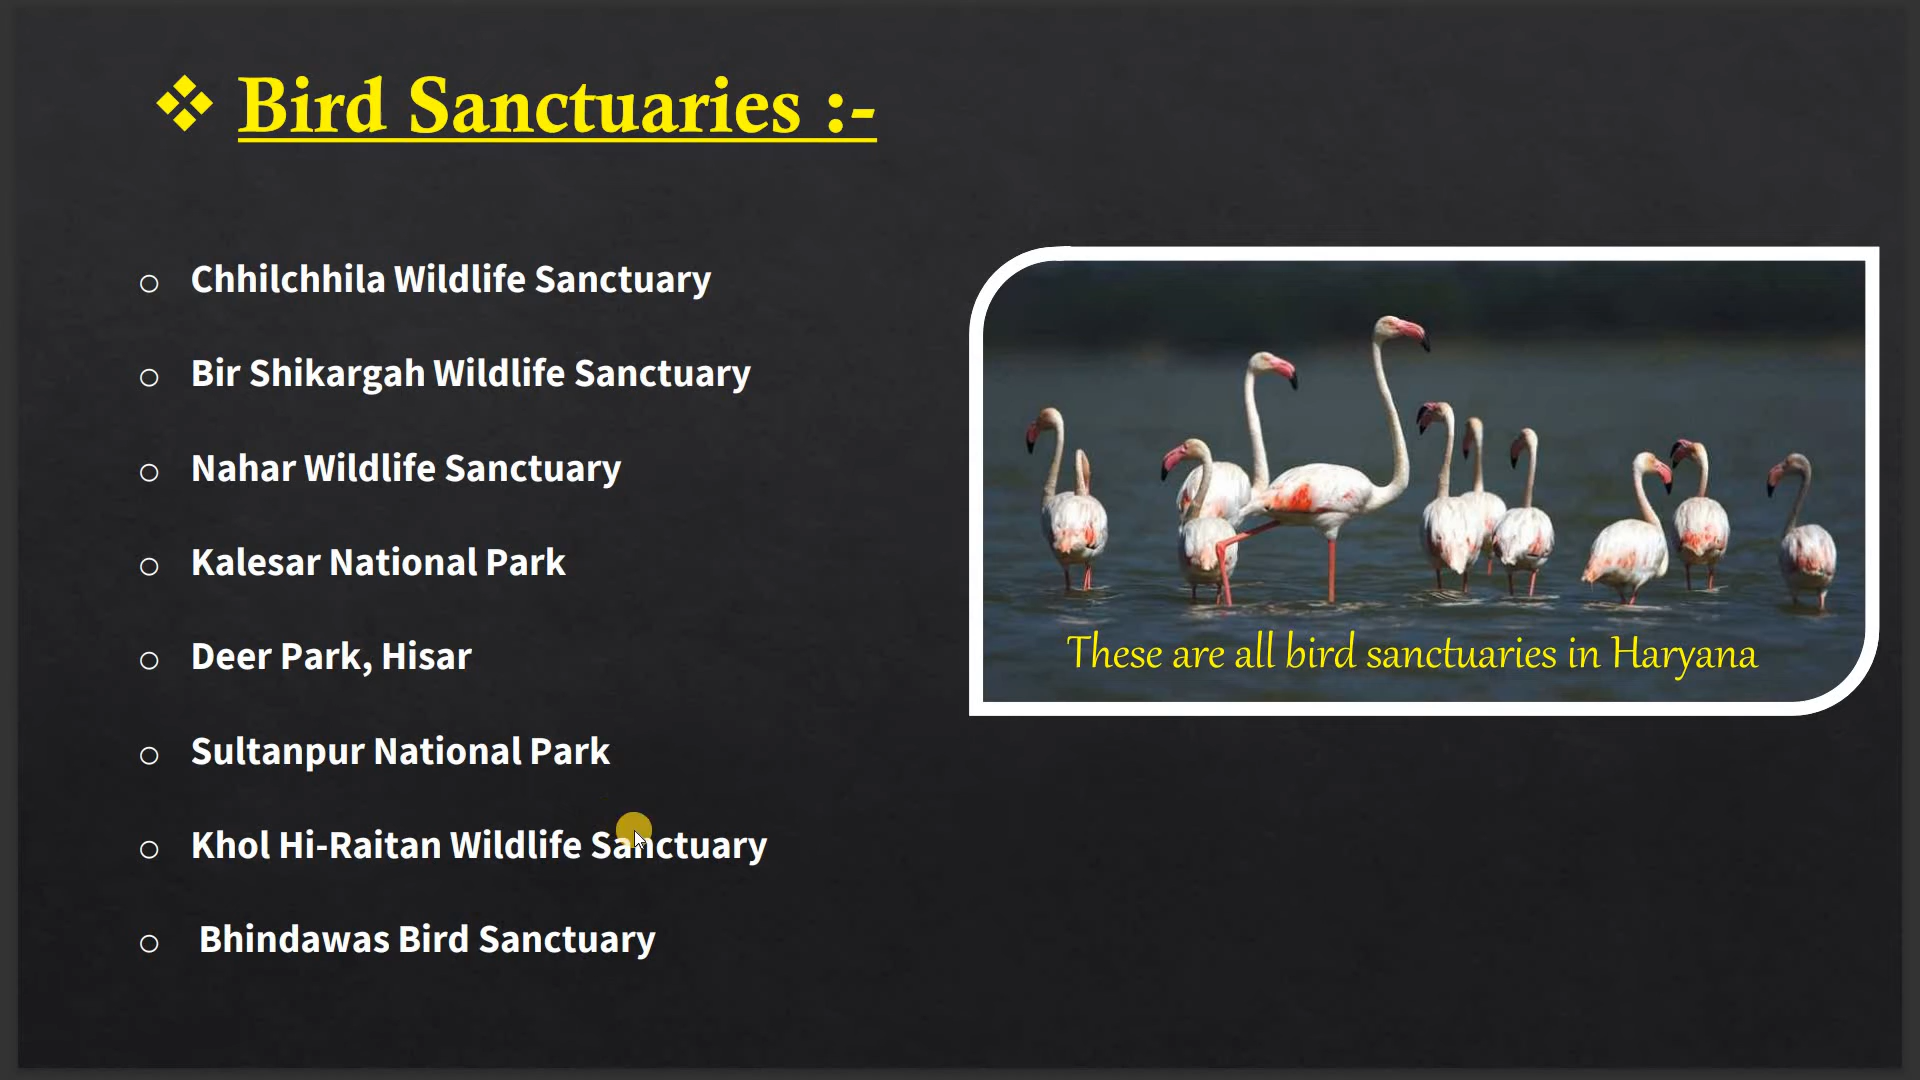 Bird Sanctuaries :-
Chhilchhila Wildlife Sanctuary
Bir Shikargah Wildlife Sanctuary
Nahar Wildlife Sanctuary
Kalesar National Park
Deer Park, Hisar
Sultanpur National Park
Khol Hi-Raitan Wildlife Sanctuary
Bhindawas Bird Sanctuary
These are all bird sanctuaries in Haryana